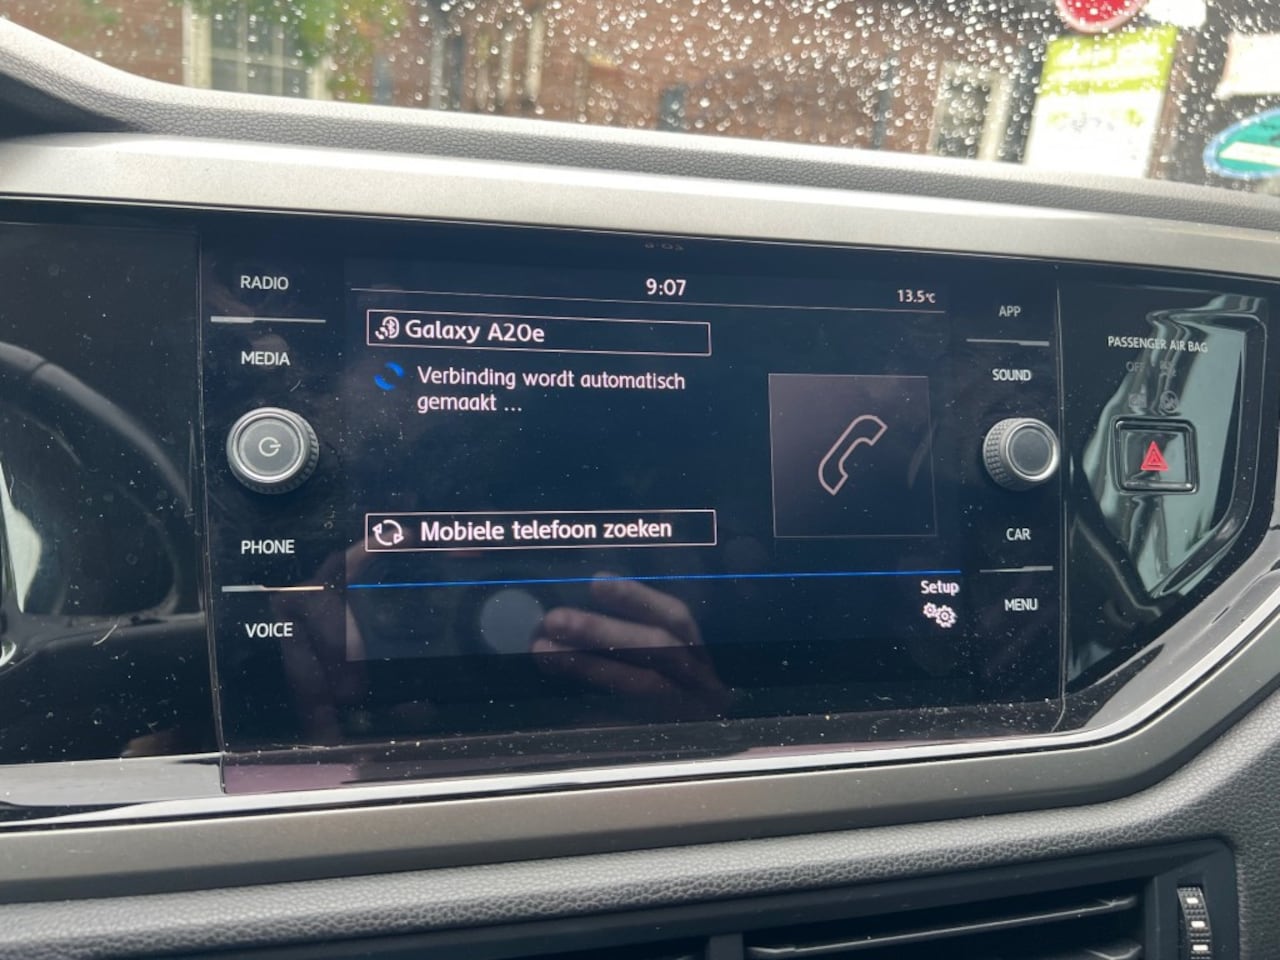 RADIO
MEDIA
PHONE
VOICE
9:07
13.5°C
Galaxy A20e
Verbinding wordt automatisch
gemaakt ...
Mobiele telefoon zoeken
Setup
APP
SOUND
CAR
MENU
PASSENGER AIR BAG